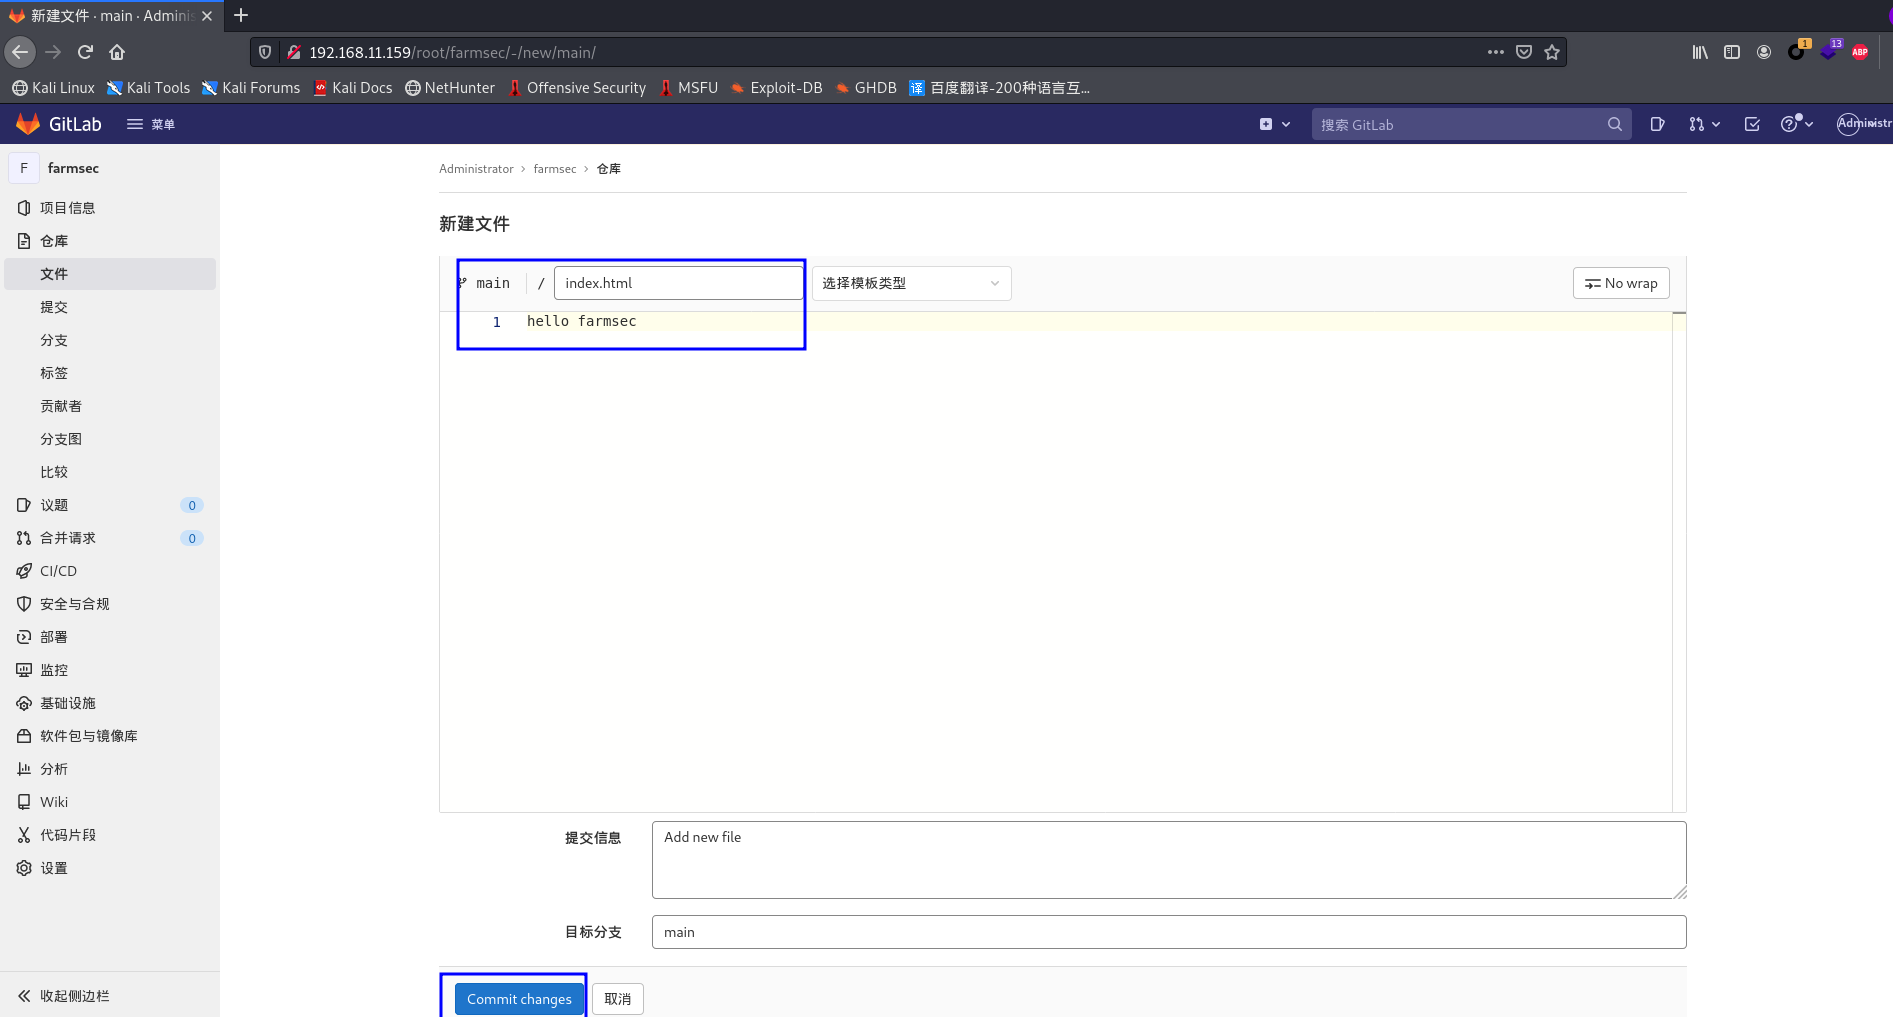 新建文件 · main · Adminis
192.168.11.159/root/farmsec/-/new/main/
1
13
ABP
Kali Linux
Kali Tools
Kali Forums
Kali Docs
NetHunter
Offensive Security
MSFU
Exploit-DB
GHDB
译 百度翻译-200种语言互...
GitLab
菜单
搜索 GitLab
Administr
F farmsec
项目信息
仓库
文件
提交
分支
标签
贡献者
分支图
比较
议题 0
合并请求 0
CI/CD
安全与合规
部署
监控
基础设施
软件包与镜像库
分析
Wiki
代码片段
设置
收起侧边栏
Administrator > farmsec > 仓库
新建文件
main / index.html 选择模板类型 No wrap
1 hello farmsec
提交信息 Add new file
目标分支 main
Commit changes 取消